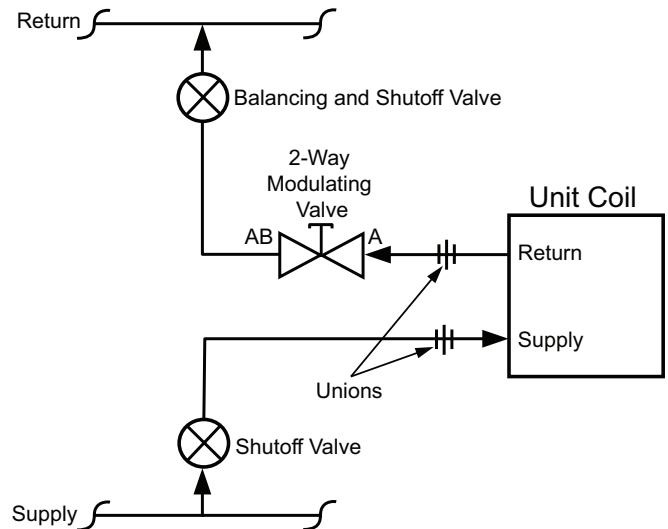 Return
Balancing and Shutoff Valve
2-Way
Modulating
Valve
Unit Coil
AB
A
Return
Supply
Unions
Shutoff Valve
Supply